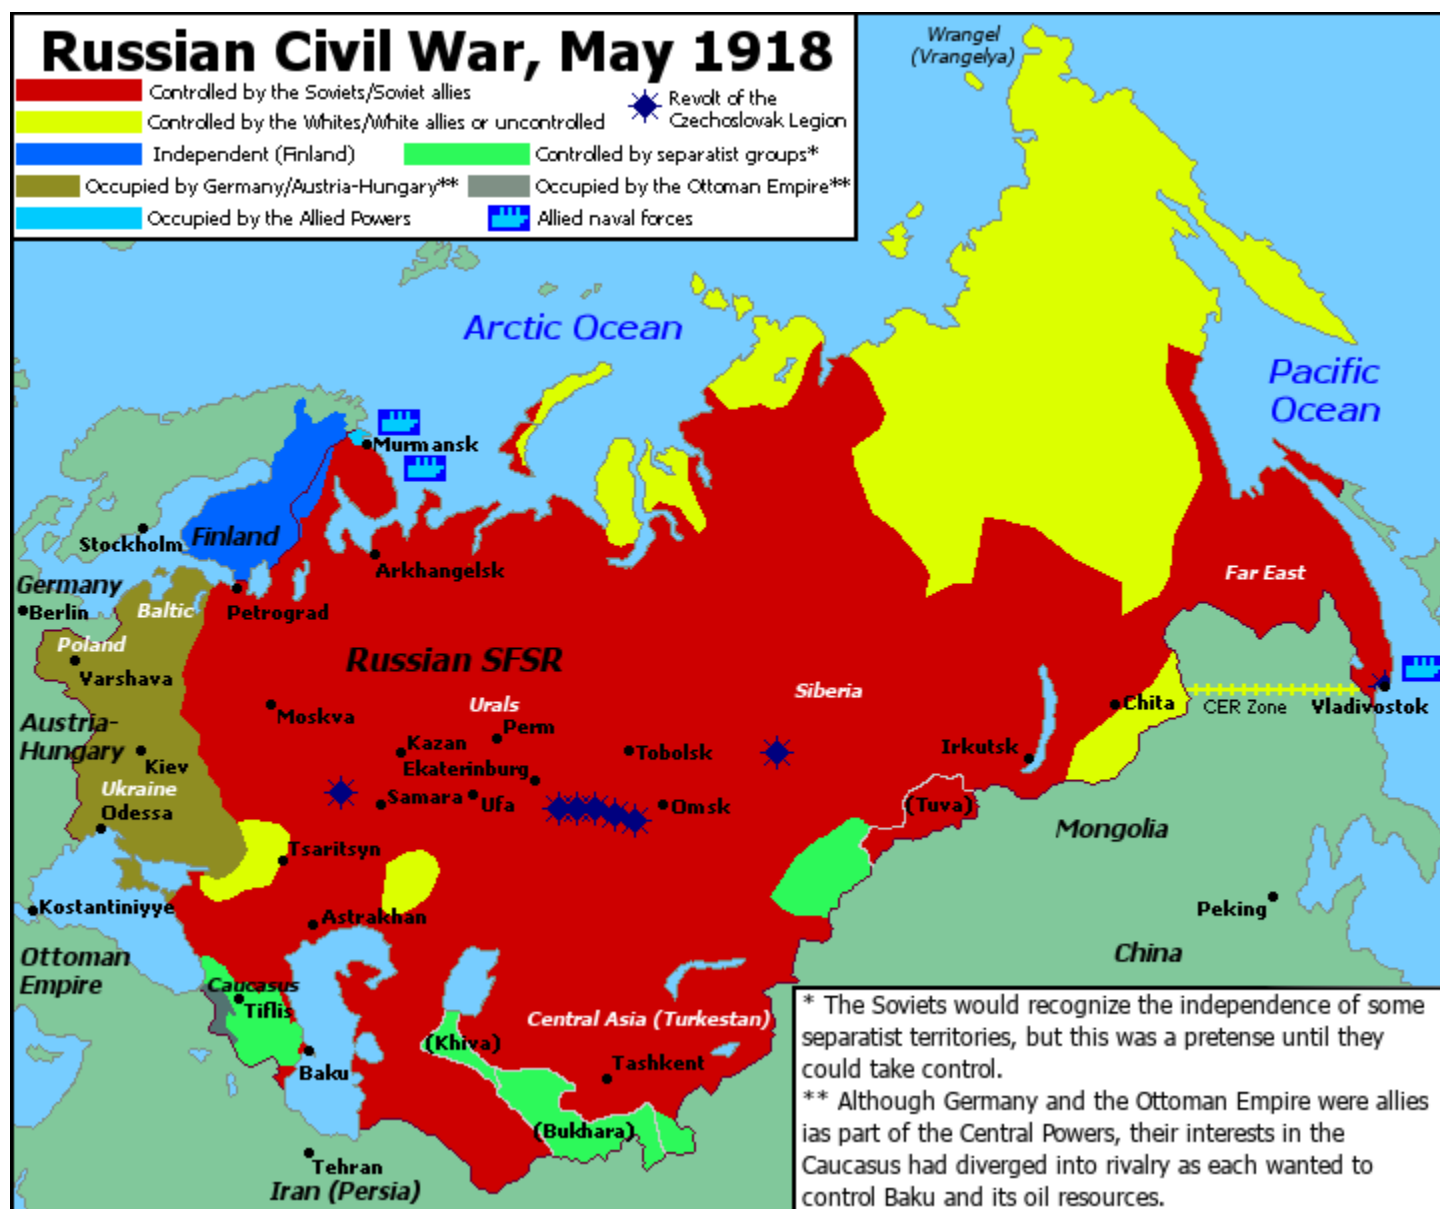 Russian Civil War, May 1918
Controlled by the Soviets/Soviet allies
Revolt of the
Czechoslovak Legion
Controlled by the Whites/White allies or uncontrolled
Independent (Finland)
Controlled by separatist groups*
Occupied by Germany/Austria-Hungary**
Occupied by the Ottoman Empire**
Occupied by the Allied Powers
Allied naval forces
Wrangel
(Vrangelya)
Arctic Ocean
Pacific
Ocean
Murmansk
Finland
Stockholm
Arkhangelsk
Germany
Berlin
Baltic
Petrograd
Far East
Poland
Varshava
Russian SFSR
Siberia
Urals
Moskva
Perm
Chita
CER Zone
Vladivostok
Austria-
Hungary
Kiev
Kazan
Tobolsk
Irkutsk
Ekaterinburg
Ukraine
Odessa
Samara
Ufa
Omsk
(Tuva)
Mongolia
Tsaritsyn
Kostantiniyye
Astrakhan
Peking
China
Ottoman
Empire
Caucasus
Tiflis
Central Asia (Turkestan)
(Khiva)
Tashkent
Baku
(Bukhara)
Tehran
Iran (Persia)
* The Soviets would recognize the independence of some
separatist territories, but this was a pretense until they
could take control.
** Although Germany and the Ottoman Empire were allies
ias part of the Central Powers, their interests in the
Caucasus had diverged into rivalry as each wanted to
control Baku and its oil resources.